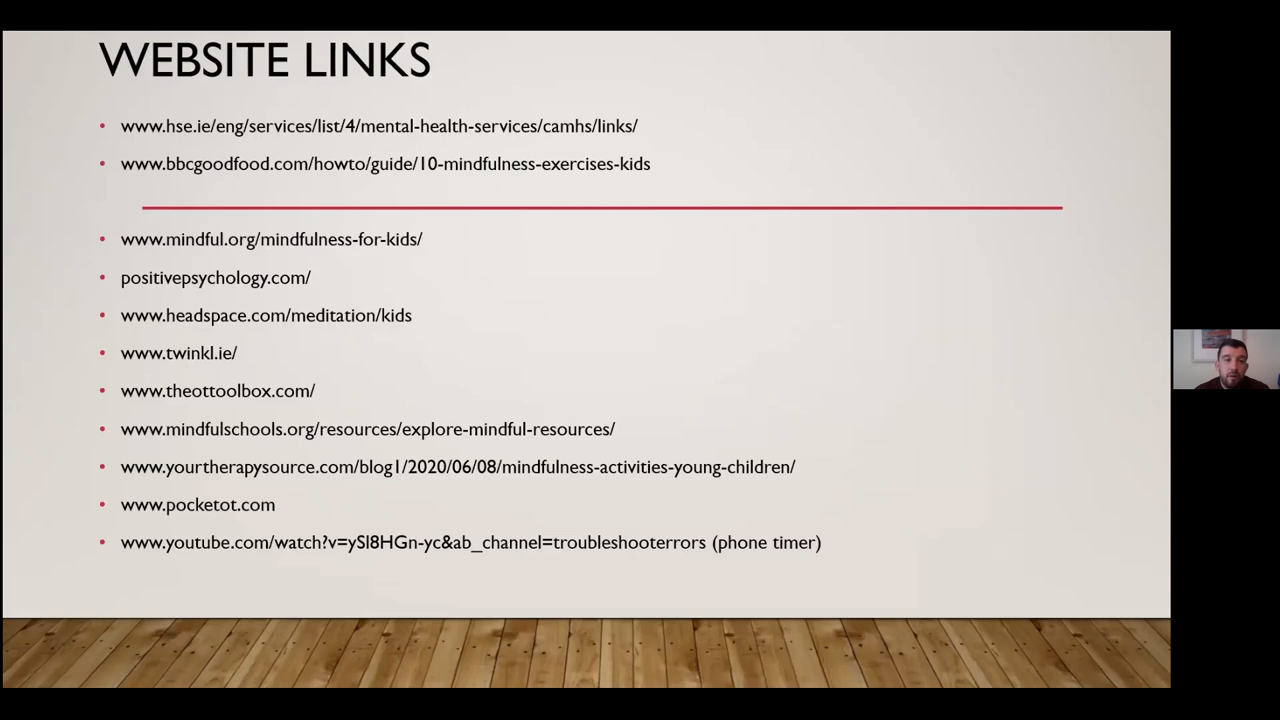 WEBSITE LINKS
www.hse.ie/eng/services/list/4/mental-health-services/camhs/links/
www.bbcgoodfood.com/howto/guide/10-mindfulness-exercises-kids
www.mindful.org/mindfulness-for-kids/
positivepsychology.com/
www.headspace.com/meditation/kids
www.twinkl.ie/
www.theottoolbox.com/
www.mindfulschools.org/resources/explore-mindful-resources/
www.yourtherapysource.com/blog1/2020/06/08/mindfulness-activities-young-children/
www.pocketot.com
www.youtube.com/watch?v=ySI8HGn-yc&ab_channel=troubleshooterrors (phone timer)